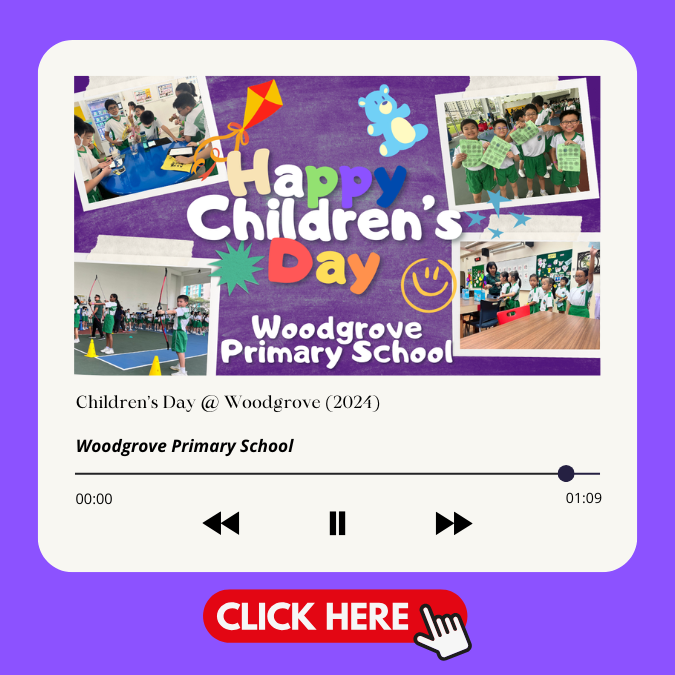 Happy
Children's
Day
Woodgrove
Primary School
Children's Day @ Woodgrove (2024)
Woodgrove Primary School
00:00
01:09
CLICK HERE